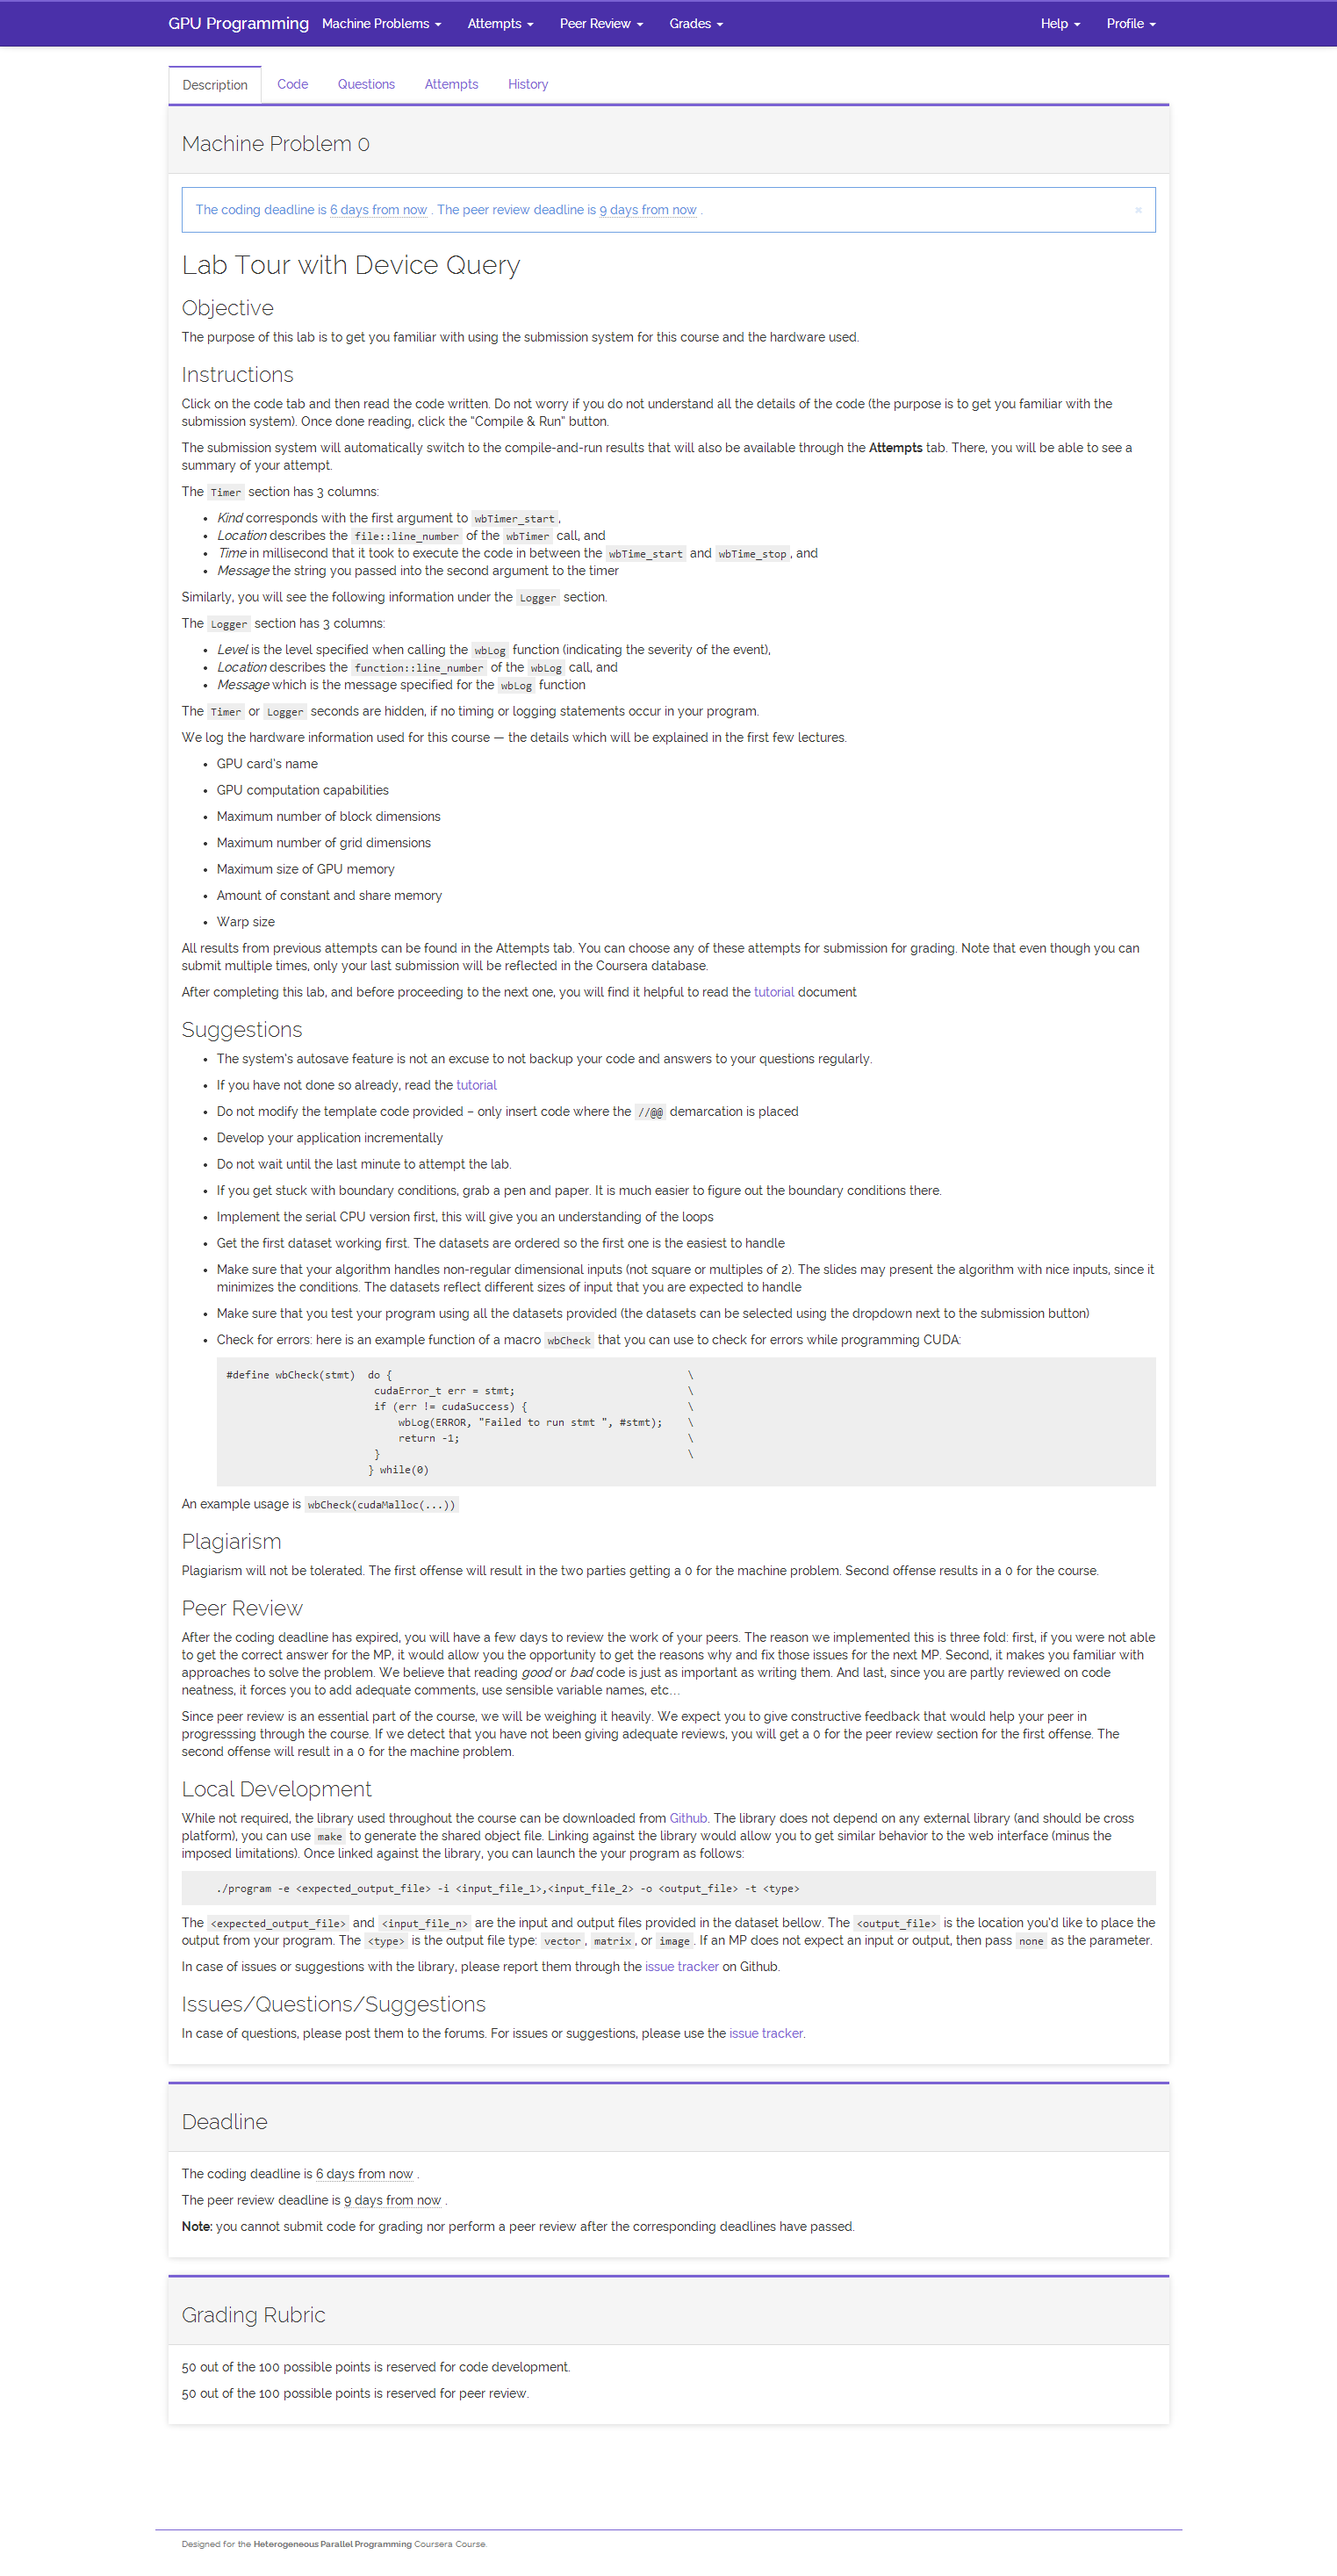 GPU Programming Machine Problems Attempts Peer Review Grades Help Profile
Description Code Questions Attempts History
Machine Problem 0
The coding deadline is 6 days from now . The peer review deadline is 9 days from now . ×
Lab Tour with Device Query
Objective
The purpose of this lab is to get you familiar with using the submission system for this course and the hardware used.
Instructions
Click on the code tab and then read the code written. Do not worry if you do not understand all the details of the code (the purpose is to get you familiar with the
submission system). Once done reading, click the “Compile & Run” button.
The submission system will automatically switch to the compile-and-run results that will also be available through the Attempts tab. There, you will be able to see a
summary of your attempt.
The Timer section has 3 columns:
• Kind corresponds with the first argument to wbTimer_start,
• Location describes the file::line_number of the wbTimer call, and
• Time in millisecond that it took to execute the code in between the wbTime_start and wbTime_stop, and
• Message the string you passed into the second argument to the timer
Similarly, you will see the following information under the Logger section.
The Logger section has 3 columns:
• Level is the level specified when calling the wbLog function (indicating the severity of the event),
• Location describes the function::line_number of the wbLog call, and
• Message which is the message specified for the wbLog function
The Timer or Logger seconds are hidden, if no timing or logging statements occur in your program.
We log the hardware information used for this course — the details which will be explained in the first few lectures.
• GPU card's name
• GPU computation capabilities
• Maximum number of block dimensions
• Maximum number of grid dimensions
• Maximum size of GPU memory
• Amount of constant and share memory
• Warp size
All results from previous attempts can be found in the Attempts tab. You can choose any of these attempts for submission for grading. Note that even though you can
submit multiple times, only your last submission will be reflected in the Coursera database.
After completing this lab, and before proceeding to the next one, you will find it helpful to read the tutorial document
Suggestions
• The system's autosave feature is not an excuse to not backup your code and answers to your questions regularly.
• If you have not done so already, read the tutorial
• Do not modify the template code provided – only insert code where the //@@ demarcation is placed
• Develop your application incrementally
• Do not wait until the last minute to attempt the lab.
• If you get stuck with boundary conditions, grab a pen and paper. It is much easier to figure out the boundary conditions there.
• Implement the serial CPU version first, this will give you an understanding of the loops
• Get the first dataset working first. The datasets are ordered so the first one is the easiest to handle
• Make sure that your algorithm handles non-regular dimensional inputs (not square or multiples of 2). The slides may present the algorithm with nice inputs, since it
minimizes the conditions. The datasets reflect different sizes of input that you are expected to handle
• Make sure that you test your program using all the datasets provided (the datasets can be selected using the dropdown next to the submission button)
• Check for errors: here is an example function of a macro wbCheck that you can use to check for errors while programming CUDA:
#define wbCheck(stmt) do { \
cudaError_t err = stmt; \
if (err != cudaSuccess) { \
wbLog(ERROR, "Failed to run stmt ", #stmt); \
return -1; \
} \
} while(0)
An example usage is wbCheck(cudaMalloc(...))
Plagiarism
Plagiarism will not be tolerated. The first offense will result in the two parties getting a 0 for the machine problem. Second offense results in a 0 for the course.
Peer Review
After the coding deadline has expired, you will have a few days to review the work of your peers. The reason we implemented this is three fold: first, if you were not able
to get the correct answer for the MP, it would allow you the opportunity to get the reasons why and fix those issues for the next MP. Second, it makes you familiar with
approaches to solve the problem. We believe that reading good or bad code is just as important as writing them. And last, since you are partly reviewed on code
neatness, it forces you to add adequate comments, use sensible variable names, etc…
Since peer review is an essential part of the course, we will be weighing it heavily. We expect you to give constructive feedback that would help your peer in
progresssing through the course. If we detect that you have not been giving adequate reviews, you will get a 0 for the peer review section for the first offense. The
second offense will result in a 0 for the machine problem.
Local Development
While not required, the library used throughout the course can be downloaded from Github. The library does not depend on any external library (and should be cross
platform), you can use make to generate the shared object file. Linking against the library would allow you to get similar behavior to the web interface (minus the
imposed limitations). Once linked against the library, you can launch the your program as follows:
./program -e <expected_output_file> -i <input_file_1>,<input_file_2> -o <output_file> -t <type>
The <expected_output_file> and <input_file_n> are the input and output files provided in the dataset bellow. The <output_file> is the location you'd like to place the
output from your program. The <type> is the output file type: vector, matrix, or image. If an MP does not expect an input or output, then pass none as the parameter.
In case of issues or suggestions with the library, please report them through the issue tracker on Github.
Issues/Questions/Suggestions
In case of questions, please post them to the forums. For issues or suggestions, please use the issue tracker.
Deadline
The coding deadline is 6 days from now .
The peer review deadline is 9 days from now .
Note: you cannot submit code for grading nor perform a peer review after the corresponding deadlines have passed.
Grading Rubric
50 out of the 100 possible points is reserved for code development.
50 out of the 100 possible points is reserved for peer review.
Designed for the Heterogeneous Parallel Programming Coursera Course.